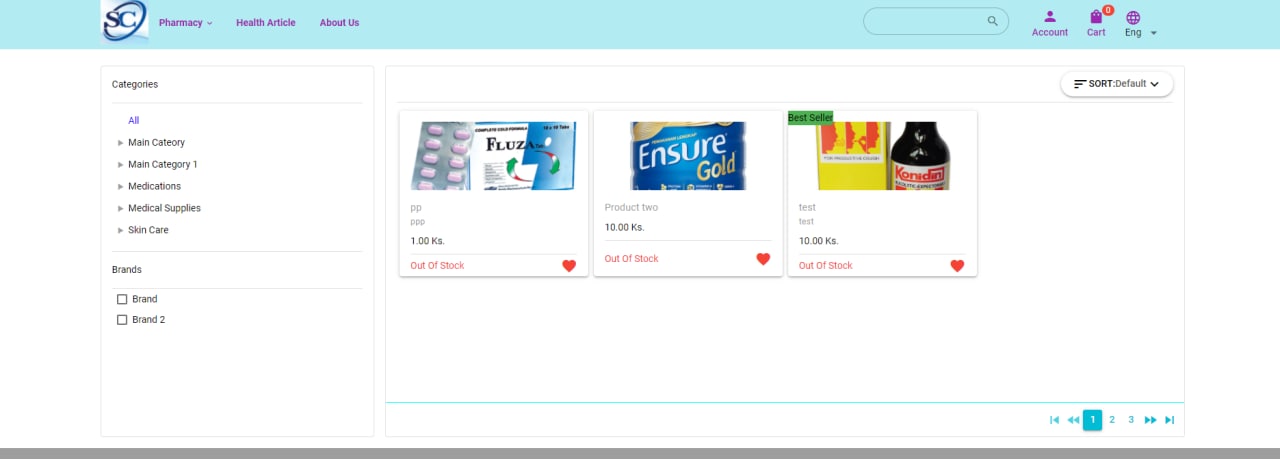 SC
Pharmacy
Health Article
About Us
Account
0
Cart
Eng
Categories
All
Main Cateory
Main Category 1
Medications
Medical Supplies
Skin Care
Brands
Brand
Brand 2
SORT:Default
COMPLETE COLD FORMULA 10 x 10 Tabs
FLUZA Tab
pp
ppp
1.00 Ks.
Out Of Stock
Ensure
Gold
Product two
10.00 Ks.
Out Of Stock
Best Seller
FOR PRODUCTIVE COUGH
Konidin
test
test
10.00 Ks.
Out Of Stock
1 2 3